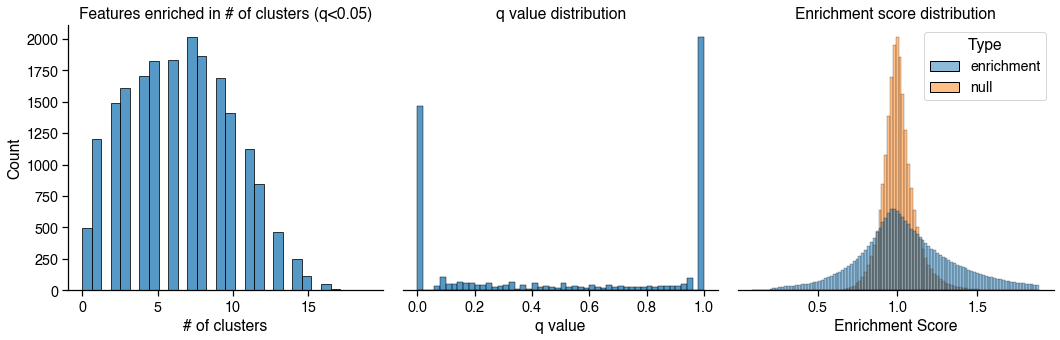 Features enriched in # of clusters (q<0.05)
q value distribution
Enrichment score distribution
Count
2000
1750
1500
1250
1000
750
500
250
0
0 5 10 15
# of clusters
0.0 0.2 0.4 0.6 0.8 1.0
q value
Type
enrichment
null
0.5 1.0 1.5
Enrichment Score